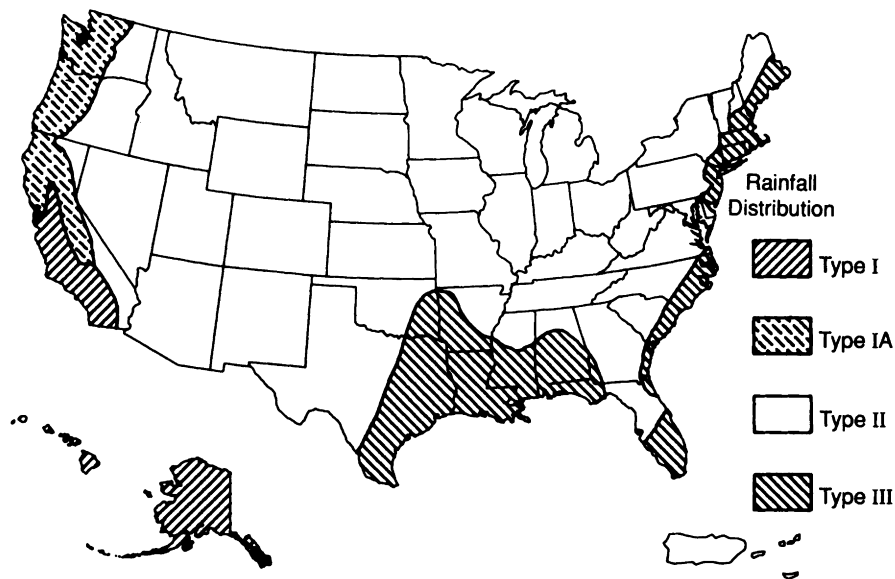 Rainfall
Distribution
Type I
Type IA
Type II
Type III